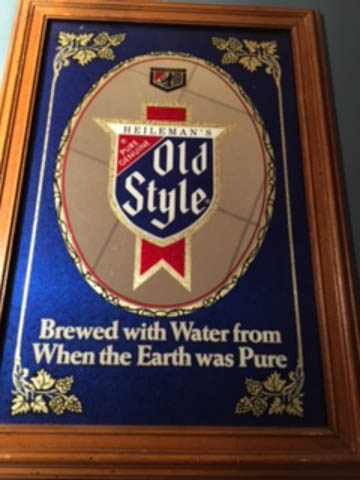 HEILEMAN'S
PURE
GENUINE
Old
Style
Brewed with Water from
When the Earth was Pure